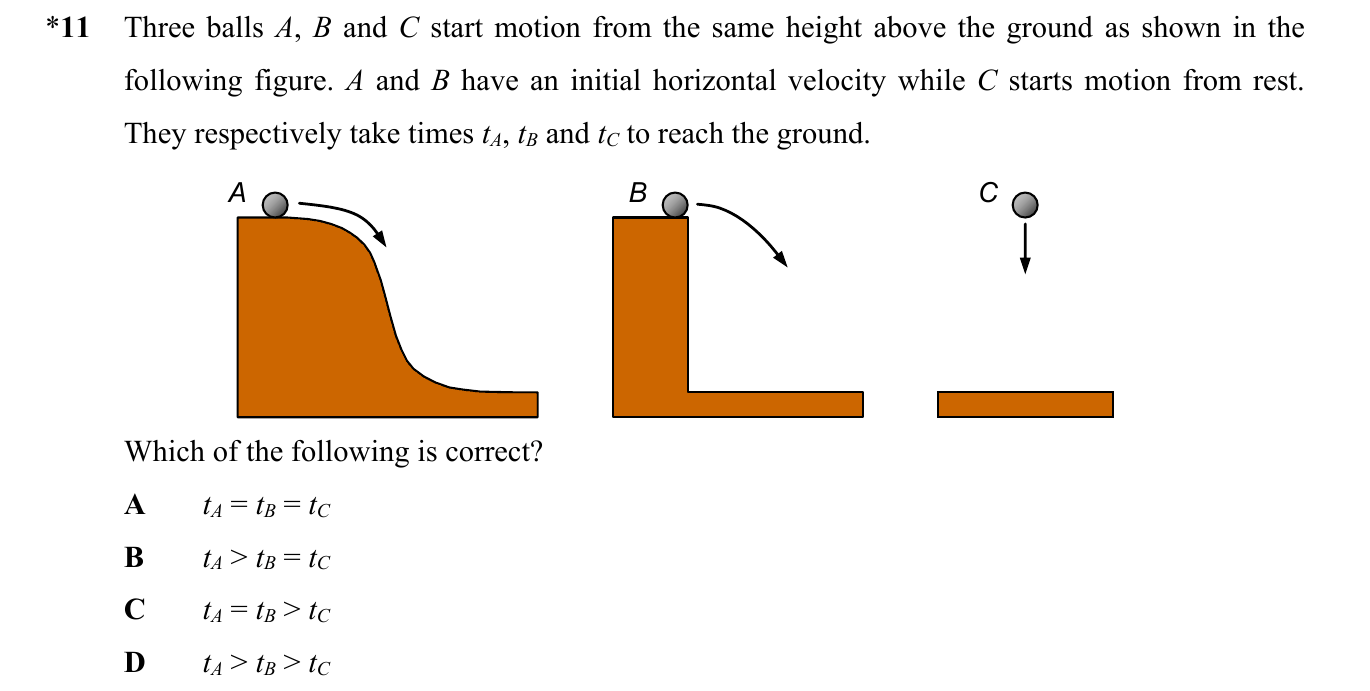 *11 Three balls A, B and C start motion from the same height above the ground as shown in the
following figure. A and B have an initial horizontal velocity while C starts motion from rest.
They respectively take times tA, tB and tC to reach the ground.
A B C
Which of the following is correct?
A tA = tB = tC
B tA > tB = tC
C tA = tB > tC
D tA > tB > tC